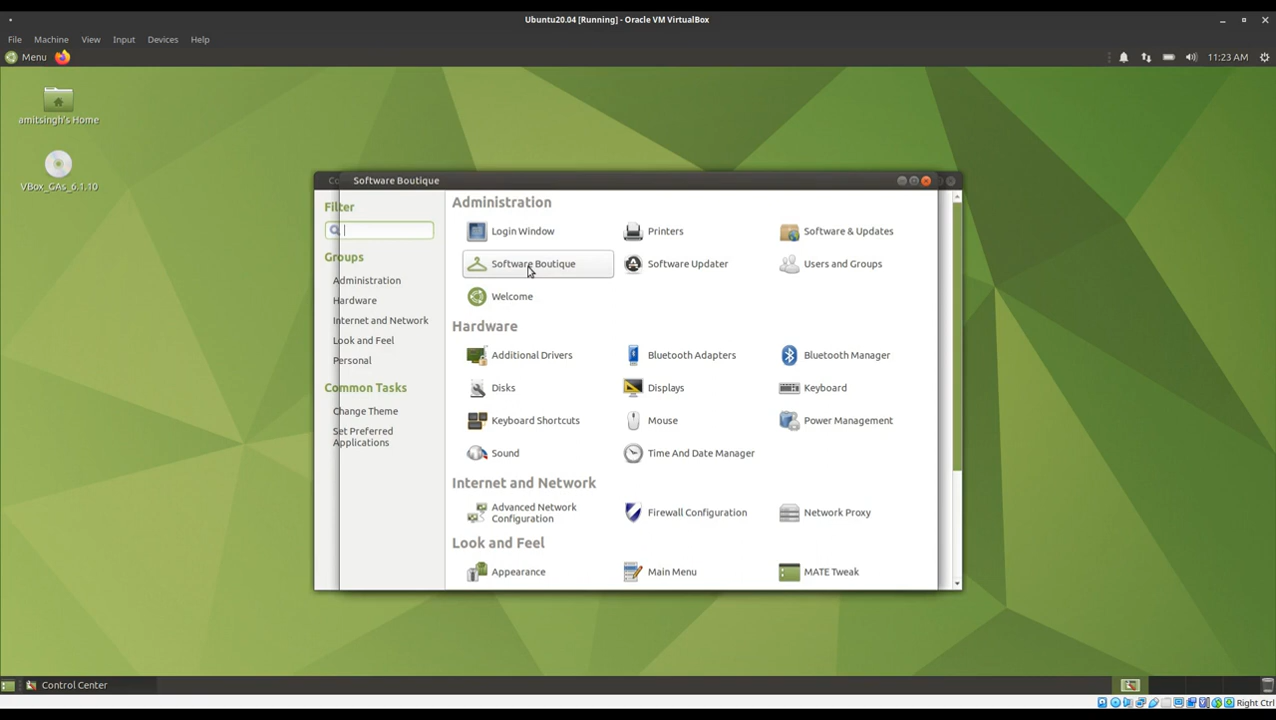 Ubuntu20.04 [Running] - Oracle VM VirtualBox
File Machine View Input Devices Help
Menu 11:23 AM
amitsingh's Home
VBox_GAs_6.1.10
Software Boutique
Filter
Groups
Administration
Hardware
Internet and Network
Look and Feel
Personal
Common Tasks
Change Theme
Set Preferred
Applications
Administration
Login Window Printers Software & Updates
Software Boutique Software Updater Users and Groups
Welcome
Hardware
Additional Drivers Bluetooth Adapters Bluetooth Manager
Disks Displays Keyboard
Keyboard Shortcuts Mouse Power Management
Sound Time And Date Manager
Internet and Network
Advanced Network
Configuration Firewall Configuration Network Proxy
Look and Feel
Appearance Main Menu MATE Tweak
Control Center
Right Ctrl